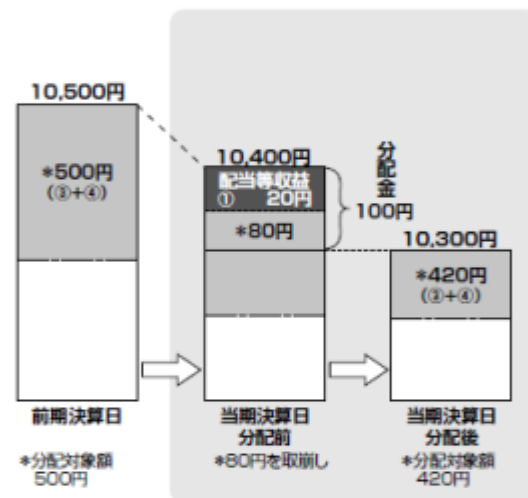 10,500円
*500円
(③+④)
前期決算日
*分配対象額
500円
10,400円
配当等収益
① 20円
*80円
分配金
100円
当期決算日
分配前
*80円を取崩し
10,300円
*420円
(③+④)
当期決算日
分配後
*分配対象額
420円